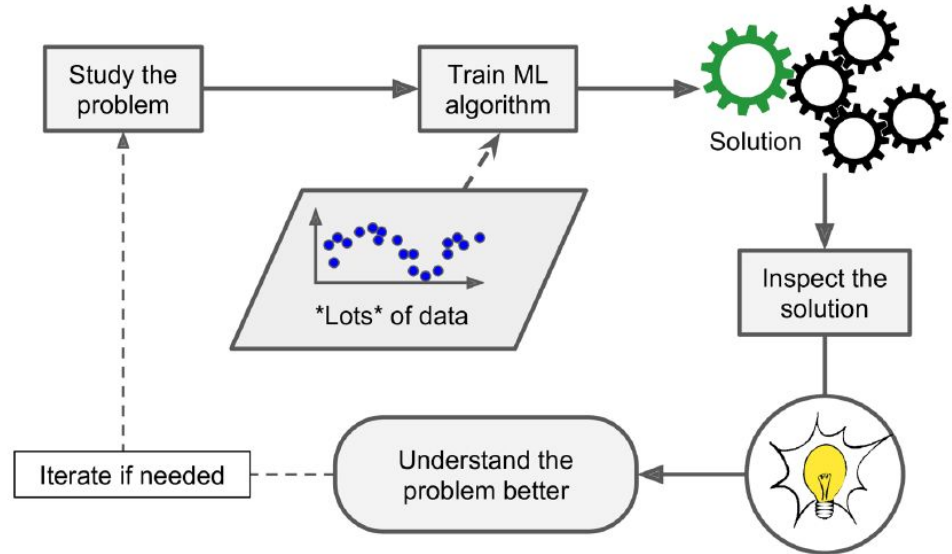 Study the
problem
Train ML
algorithm
Solution
*Lots* of data
Inspect the
solution
Understand the
problem better
Iterate if needed